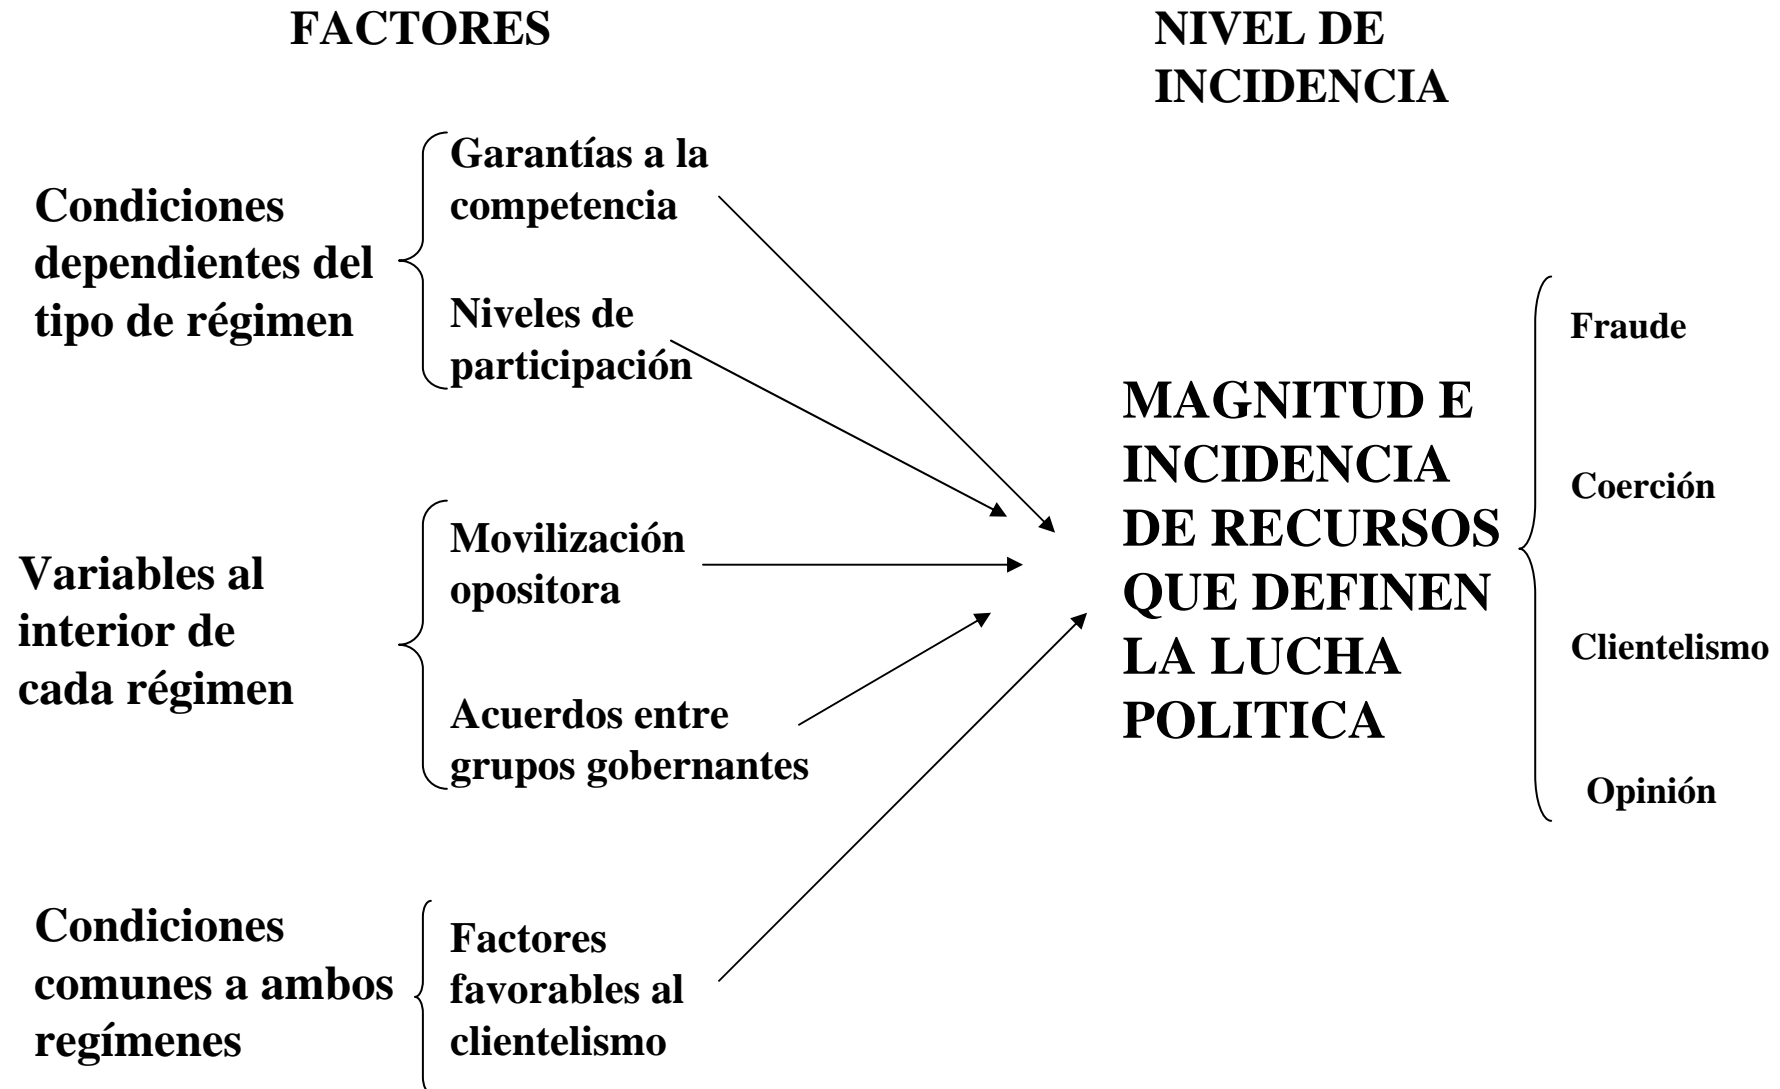 FACTORES
NIVEL DE
INCIDENCIA
Condiciones
dependientes del
tipo de régimen
Garantías a la
competencia
Niveles de
participación
Variables al
interior de
cada régimen
Movilización
opositora
Acuerdos entre
grupos gobernantes
Condiciones
comunes a ambos
regímenes
Factores
favorables al
clientelismo
MAGNITUD E
INCIDENCIA
DE RECURSOS
QUE DEFINEN
LA LUCHA
POLITICA
Fraude
Coerción
Clientelismo
Opinión